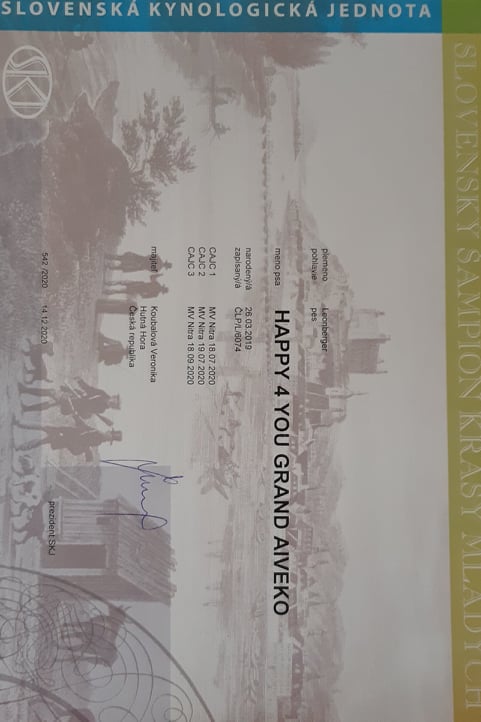 SLOVENSKÁ KYNOLOGICKÁ JEDNOTA
SLOVENSKÝ ŠAMPIÓN KRÁSY MLADÝCH
SKJ
plemeno Leonberger
pohlavie pes
meno psa HAPPY 4 YOU GRAND AIVEKO
narodený/á 26.03.2019
zapísaný/á ČLP/L/6074
CAJC 1 MV Nitra 18.07.2020
CAJC 2 MV Nitra 19.07.2020
CAJC 3 MV Nitra 18.09.2020
majiteľ Koubalová Veronika
Hutná Hora
Česká republika
542 /2020 14.12.2020
prezident SKJ